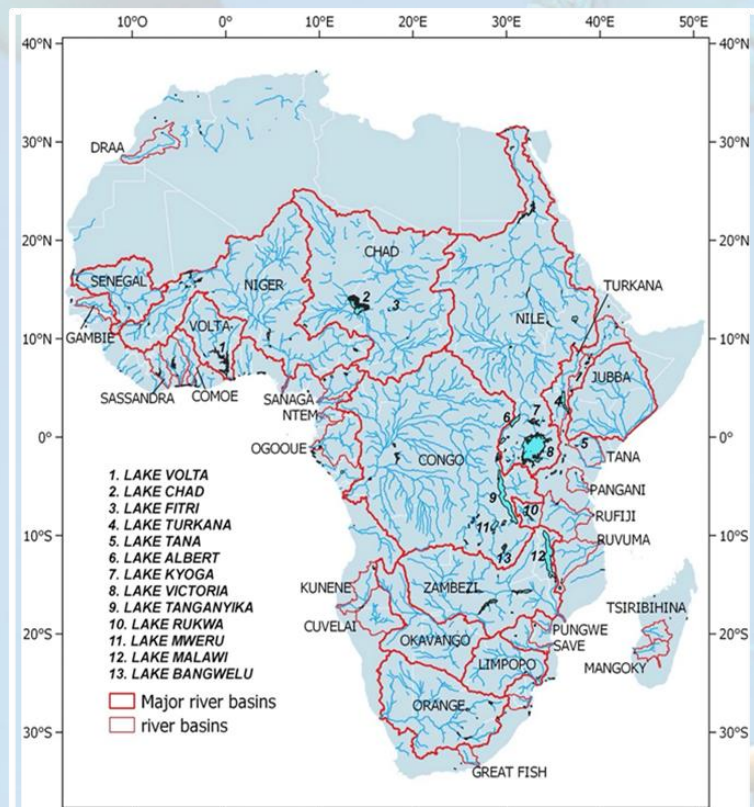 10°0 0° 10°E 20°E 30°E 40°E 50°E
40°N 40°N
30°N 30°N
DRAA
20°N 20°N
CHAD
TURKANA
SENEGAL
NIGER
2
3
NILE
10°N 10°N
GAMBIE
VOLTA
1
JUBBA
SASSANDRA
COMOE
SANAGA
NTEM
4
6
7
0° 0°
OGOOUE
CONGO
8
5
TANA
9
PANGANI
10
RUFIJI
11
10°S 10°S
RUVUMA
12
13
KUNENE
ZAMBEZI
TSIRIBIHINA
CUVELAI
20°S 20°S
OKAVANGO
PUNGWE
SAVE
LIMPOPO
MANGOKY
ORANGE
30°S 30°S
GREAT FISH
1. LAKE VOLTA
2. LAKE CHAD
3. LAKE FITRI
4. LAKE TURKANA
5. LAKE TANA
6. LAKE ALBERT
7. LAKE KYOGA
8. LAKE VICTORIA
9. LAKE TANGANYIKA
10. LAKE RUKWA
11. LAKE MWERU
12. LAKE MALAWI
13. LAKE BANGWELU
Major river basins
river basins